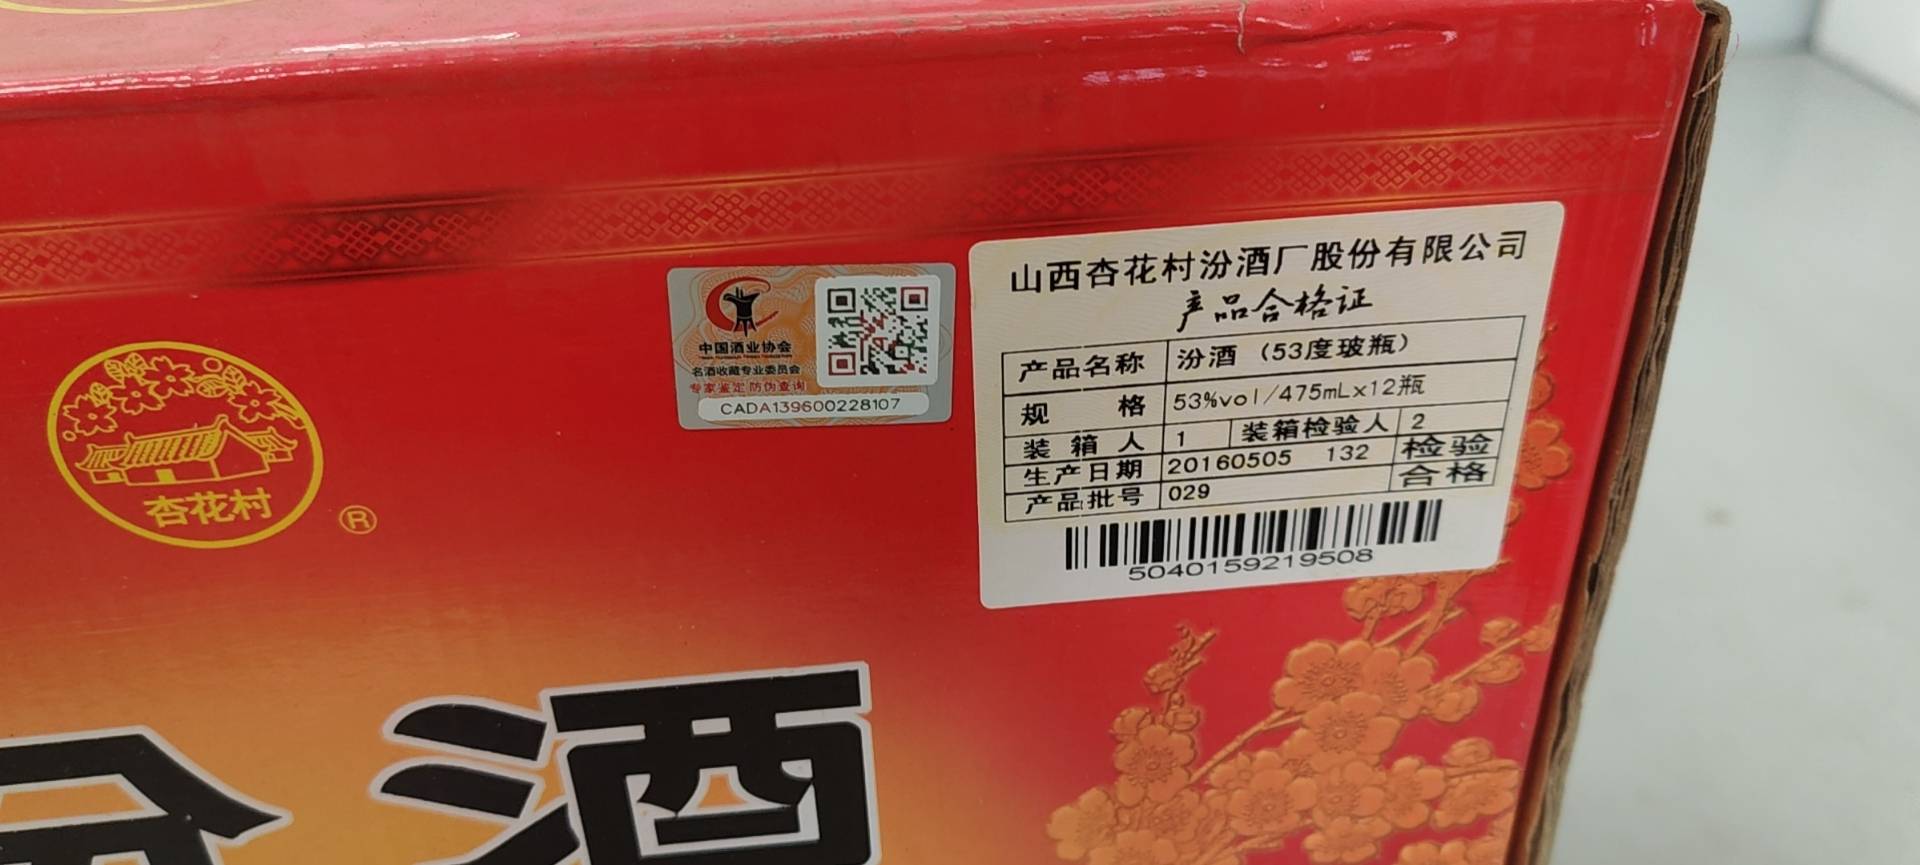 杏花村
®
中国酒业协会
名酒收藏专业委员会
专家鉴定 防伪查询
CADA139600228107
山西杏花村汾酒厂股份有限公司
产品合格证
产品名称 汾酒 （53度玻瓶）
规 格 53%vol/475mL×12瓶
装箱人 1 装箱检验人 2
生产日期 20160505 132 检验
产品批号 029 合格
5040159219508
酒